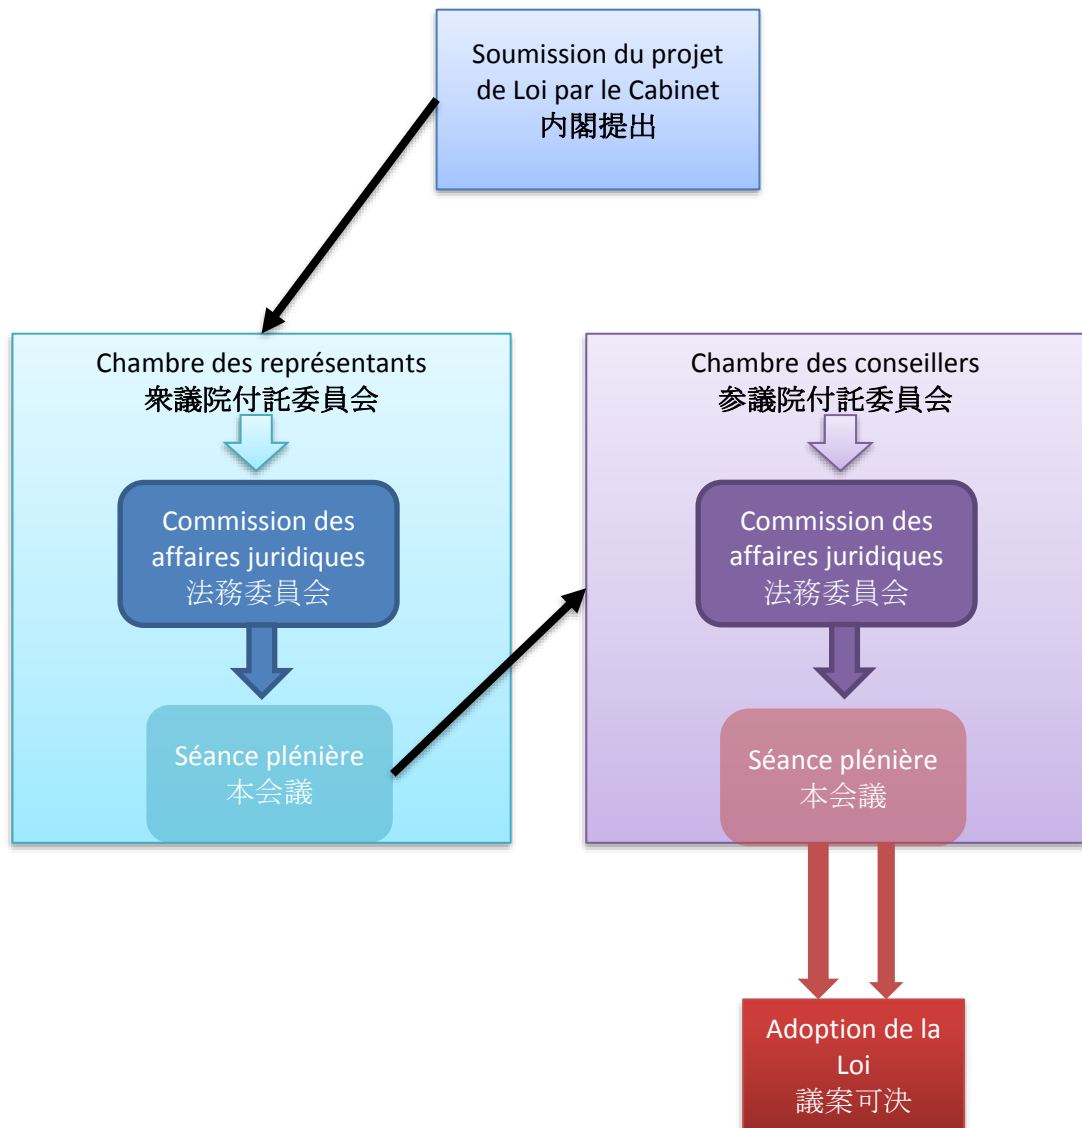 Soumission du projet
de Loi par le Cabinet
内閣提出
Chambre des représentants
衆議院付託委員会
Commission des
affaires juridiques
法務委員会
Séance plénière
本会議
Chambre des conseillers
参議院付託委員会
Commission des
affaires juridiques
法務委員会
Séance plénière
本会議
Adoption de la
Loi
議案可決